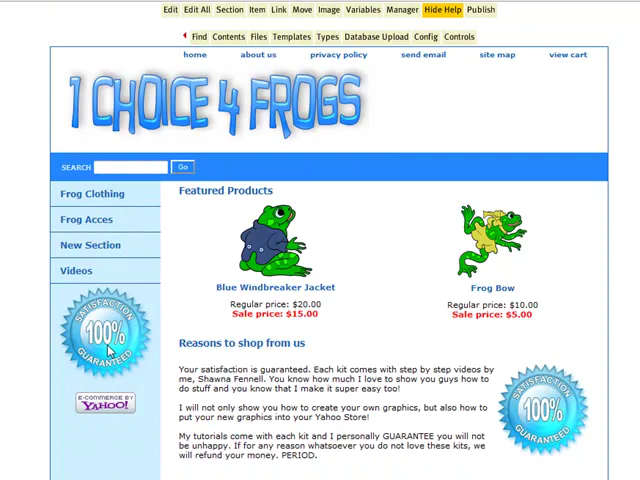 Edit Edit All Section Item Link Move Image Variables Manager Hide Help Publish
Find Contents Files Templates Types Database Upload Config Controls
home about us privacy policy send email site map view cart
1 CHOICE 4 FROGS
SEARCH Go
Frog Clothing
Frog Acces
New Section
Videos
SATISFACTION
100%
GUARANTEED
E-COMMERCE BY
YAHOO!
Featured Products
Blue Windbreaker Jacket
Regular price: $20.00
Sale price: $15.00
Frog Bow
Regular price: $10.00
Sale price: $5.00
Reasons to shop from us
Your satisfaction is guaranteed. Each kit comes with step by step videos by
me, Shawna Fennell. You know how much I love to show you guys how to
do stuff and you know that I make it super easy too!
I will not only show you how to create your own graphics, but also how to
put your new graphics into your Yahoo Store!
My tutorials come with each kit and I personally GUARANTEE you will not
be unhappy. If for any reason whatsoever you do not love these kits, we
will refund your money. PERIOD.
SATISFACTION
100%
GUARANTEED